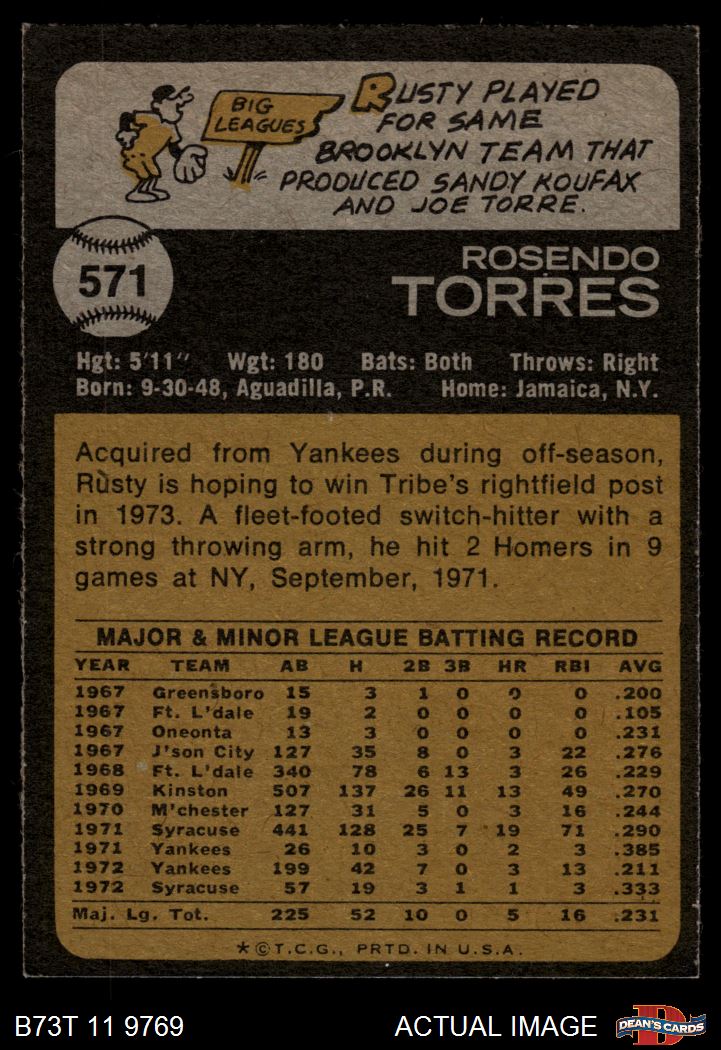 BIG
LEAGUES
RUSTY PLAYED
FOR SAME
BROOKLYN TEAM THAT
PRODUCED SANDY KOUFAX
AND JOE TORRE.
571
ROSENDO
TORRES
Hgt: 5'11" Wgt: 180 Bats: Both Throws: Right
Born: 9-30-48, Aguadilla, P.R. Home: Jamaica, N.Y.
Acquired from Yankees during off-season,
Rusty is hoping to win Tribe's rightfield post
in 1973. A fleet-footed switch-hitter with a
strong throwing arm, he hit 2 Homers in 9
games at NY, September, 1971.
MAJOR & MINOR LEAGUE BATTING RECORD
YEAR TEAM AB H 2B 3B HR RBI AVG
1967 Greensboro 15 3 1 0 0 0 .200
1967 Ft. L'dale 19 2 0 0 0 0 .105
1967 Oneonta 13 3 0 0 0 0 .231
1967 J'son City 127 35 8 0 3 22 .276
1968 Ft. L'dale 340 78 6 13 3 26 .229
1969 Kinston 507 137 26 11 13 49 .270
1970 M'chester 127 31 5 0 3 16 .244
1971 Syracuse 441 128 25 7 19 71 .290
1971 Yankees 26 10 3 0 2 3 .385
1972 Yankees 199 42 7 0 3 13 .211
1972 Syracuse 57 19 3 1 1 3 .333
Maj. Lg. Tot. 225 52 10 0 5 16 .231
*©T.C.G., PRTD. IN U.S.A.
B73T 11 9769 ACTUAL IMAGE
D
DEAN'S CARDS